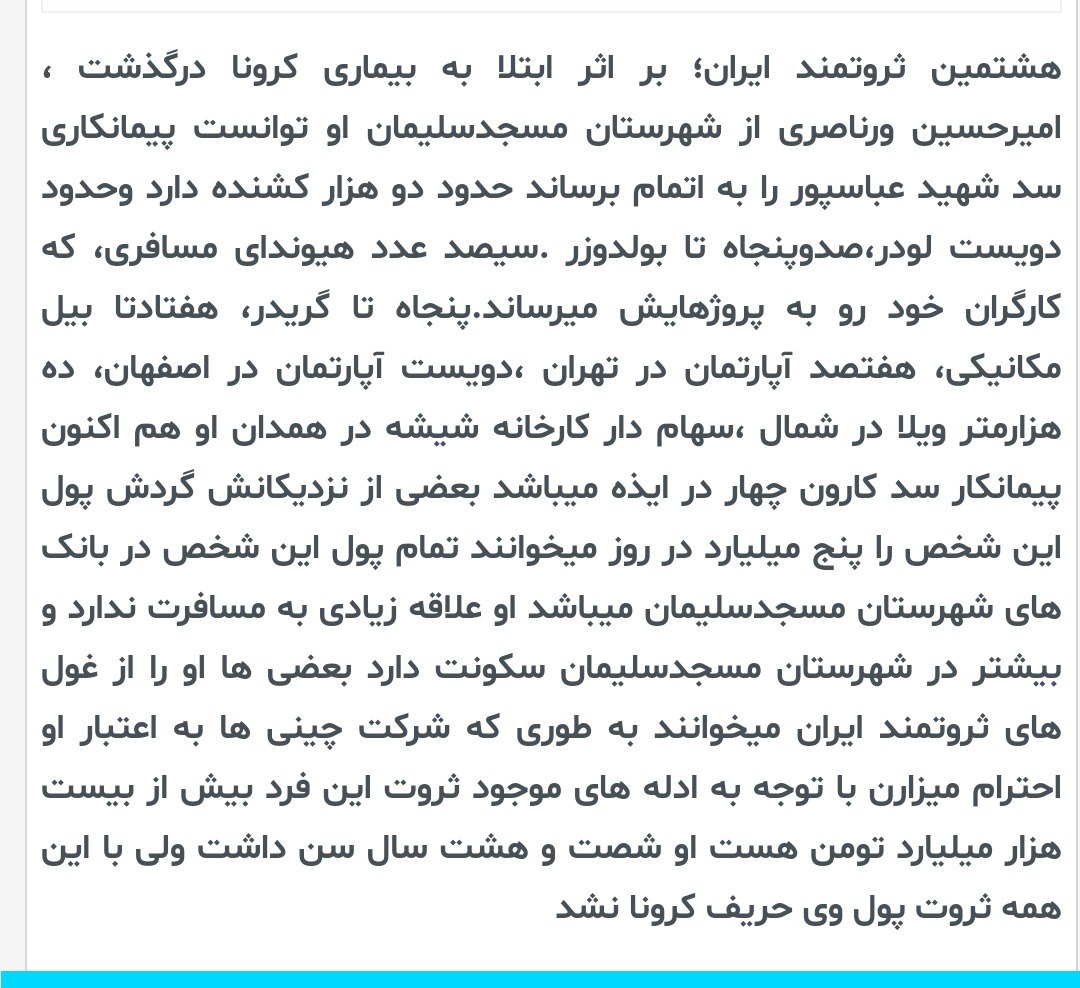 هشتمین ثروتمند ایران؛ بر اثر ابتلا به بیماری کرونا درگذشت ،
امیرحسین ورناصری از شهرستان مسجدسلیمان او توانست پیمانکاری
سد شهید عباسپور را به اتمام برساند حدود دو هزار کشنده دارد وحدود
دویست لودر،صدوپنجاه تا بولدوزر .سیصد عدد هیوندای مسافری، که
کارگران خود رو به پروژهایش میرساند.پنجاه تا گریدر، هفتادتا بیل
مکانیکی، هفتصد آپارتمان در تهران ،دویست آپارتمان در اصفهان، ده
هزارمتر ویلا در شمال ،سهام دار کارخانه شیشه در همدان او هم اکنون
پیمانکار سد کارون چهار در ایذه میباشد بعضی از نزدیکانش گردش پول
این شخص را پنج میلیارد در روز میخوانند تمام پول این شخص در بانک
های شهرستان مسجدسلیمان میباشد او علاقه زیادی به مسافرت ندارد و
بیشتر در شهرستان مسجدسلیمان سکونت دارد بعضی ها او را از غول
های ثروتمند ایران میخوانند به طوری که شرکت چینی ها به اعتبار او
احترام میزارن با توجه به ادله های موجود ثروت این فرد بیش از بیست
هزار میلیارد تومن هست او شصت و هشت سال سن داشت ولی با این
همه ثروت پول وی حریف کرونا نشد